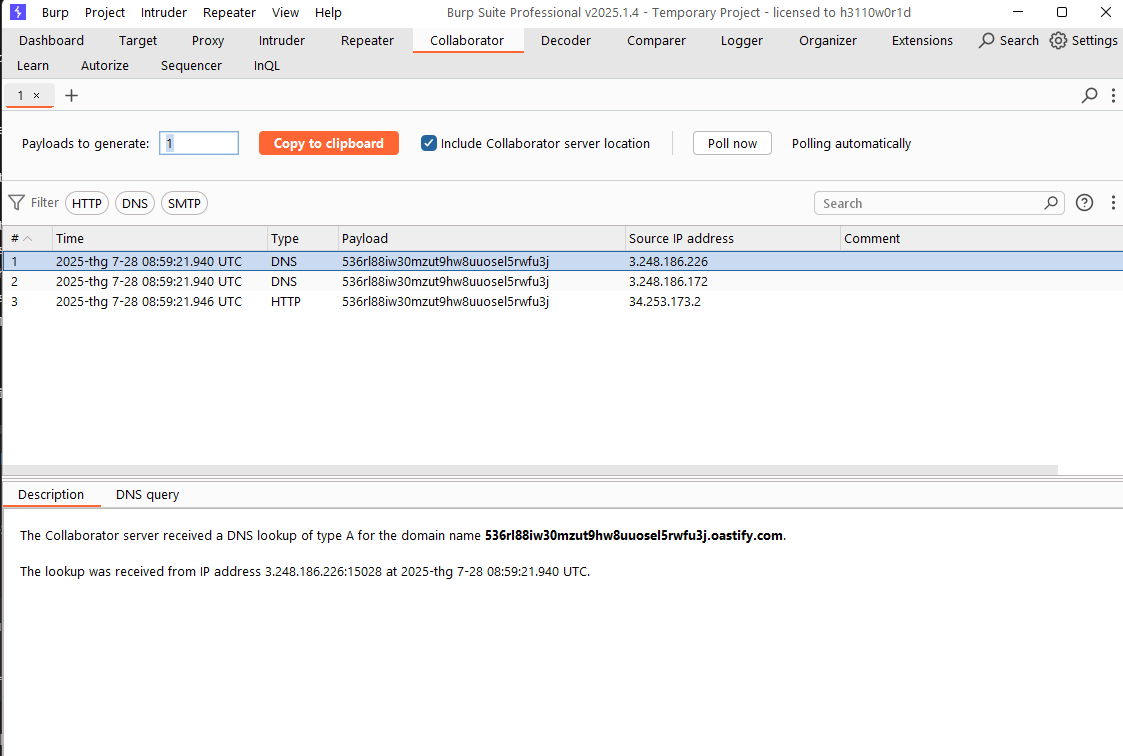 Burp Project Intruder Repeater View Help Burp Suite Professional v2025.1.4 - Temporary Project - licensed to h3110w0r1d
Dashboard Target Proxy Intruder Repeater Collaborator Decoder Comparer Logger Organizer Extensions Search Settings
Learn Autorize Sequencer InQL
1 × +
Payloads to generate: 1 Copy to clipboard Include Collaborator server location Poll now Polling automatically
Filter HTTP DNS SMTP Search
# Time Type Payload Source IP address Comment
1 2025-thg 7-28 08:59:21.940 UTC DNS 536rl88iw30mzut9hw8uuosel5rwfu3j 3.248.186.226
2 2025-thg 7-28 08:59:21.940 UTC DNS 536rl88iw30mzut9hw8uuosel5rwfu3j 3.248.186.172
3 2025-thg 7-28 08:59:21.946 UTC HTTP 536rl88iw30mzut9hw8uuosel5rwfu3j 34.253.173.2
Description DNS query
The Collaborator server received a DNS lookup of type A for the domain name 536rl88iw30mzut9hw8uuosel5rwfu3j.oastify.com.
The lookup was received from IP address 3.248.186.226:15028 at 2025-thg 7-28 08:59:21.940 UTC.